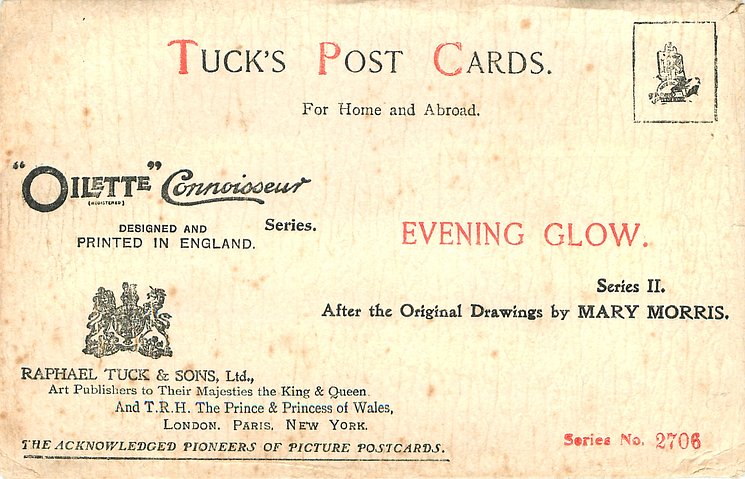 TUCK'S POST CARDS.
For Home and Abroad.
"OILETTE" Connoisseur
(REGISTERED)
Series.
DESIGNED AND
PRINTED IN ENGLAND.
EVENING GLOW.
Series II.
After the Original Drawings by MARY MORRIS.
RAPHAEL TUCK & SONS, Ltd.,
Art Publishers to Their Majesties the King & Queen
And T.R.H. The Prince & Princess of Wales,
LONDON. PARIS. NEW YORK.
THE ACKNOWLEDGED PIONEERS OF PICTURE POSTCARDS.
Series No. 2706